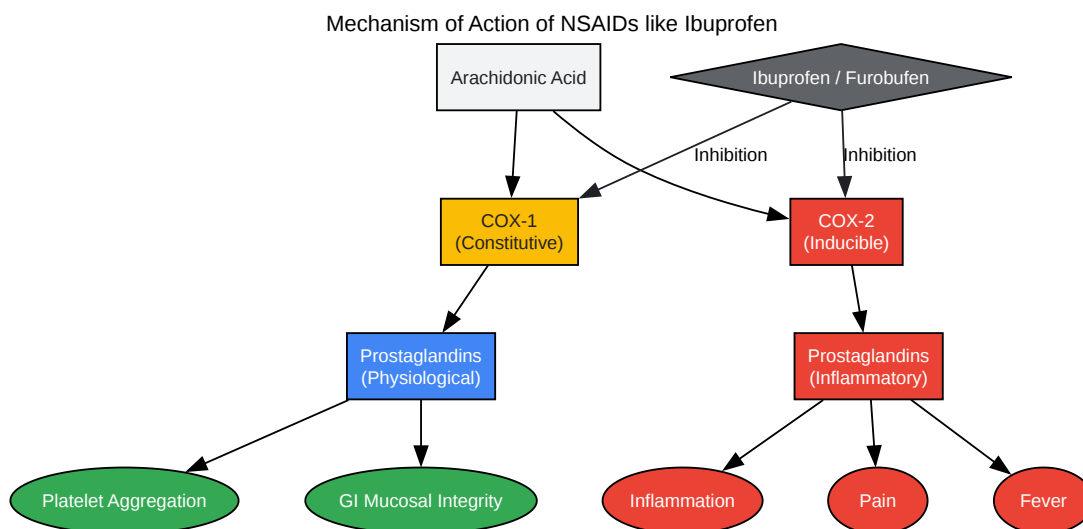 Mechanism of Action of NSAIDs like Ibuprofen
Arachidonic Acid
Ibuprofen / Furobufen
Inhibition
Inhibition
COX-1
(Constitutive)
COX-2
(Inducible)
Prostaglandins
(Physiological)
Prostaglandins
(Inflammatory)
Platelet Aggregation
GI Mucosal Integrity
Inflammation
Pain
Fever